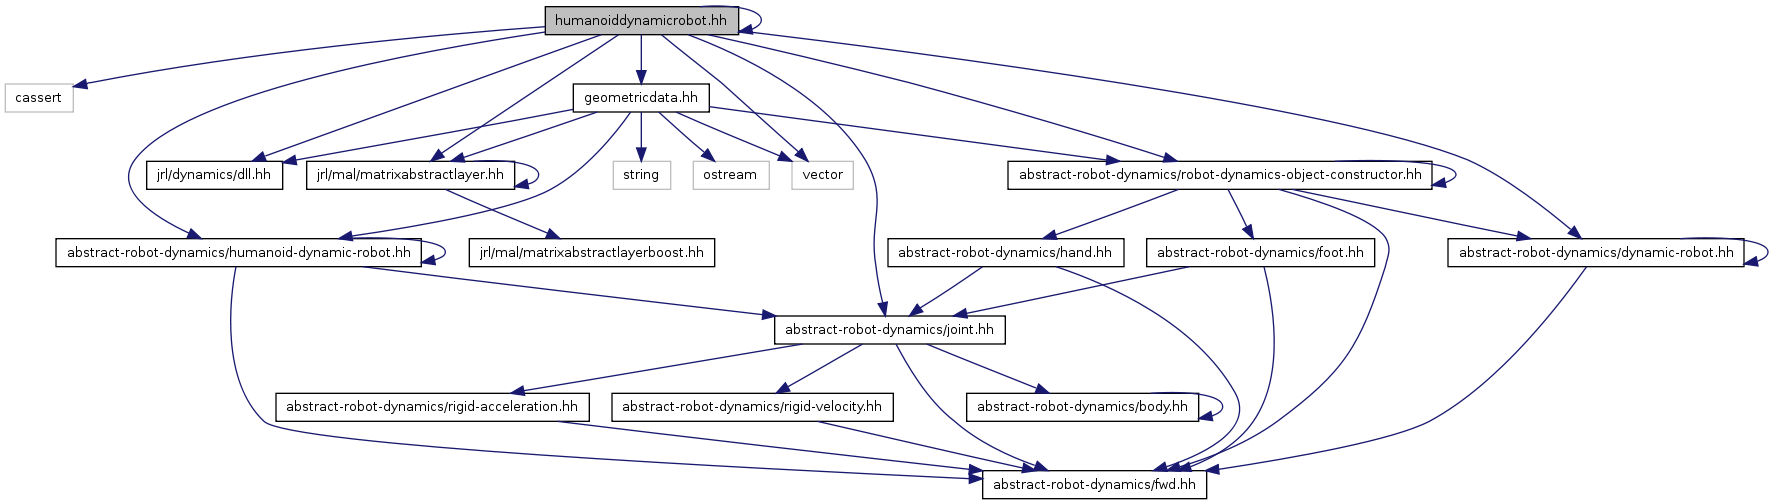 humanoiddynamicrobot.hh
cassert
geometricdata.hh
jrl/dynamics/dll.hh
jrl/mal/matrixabstractlayer.hh
string
ostream
vector
abstract-robot-dynamics/robot-dynamics-object-constructor.hh
abstract-robot-dynamics/humanoid-dynamic-robot.hh
jrl/mal/matrixabstractlayerboost.hh
abstract-robot-dynamics/hand.hh
abstract-robot-dynamics/foot.hh
abstract-robot-dynamics/dynamic-robot.hh
abstract-robot-dynamics/joint.hh
abstract-robot-dynamics/rigid-acceleration.hh
abstract-robot-dynamics/rigid-velocity.hh
abstract-robot-dynamics/body.hh
abstract-robot-dynamics/fwd.hh